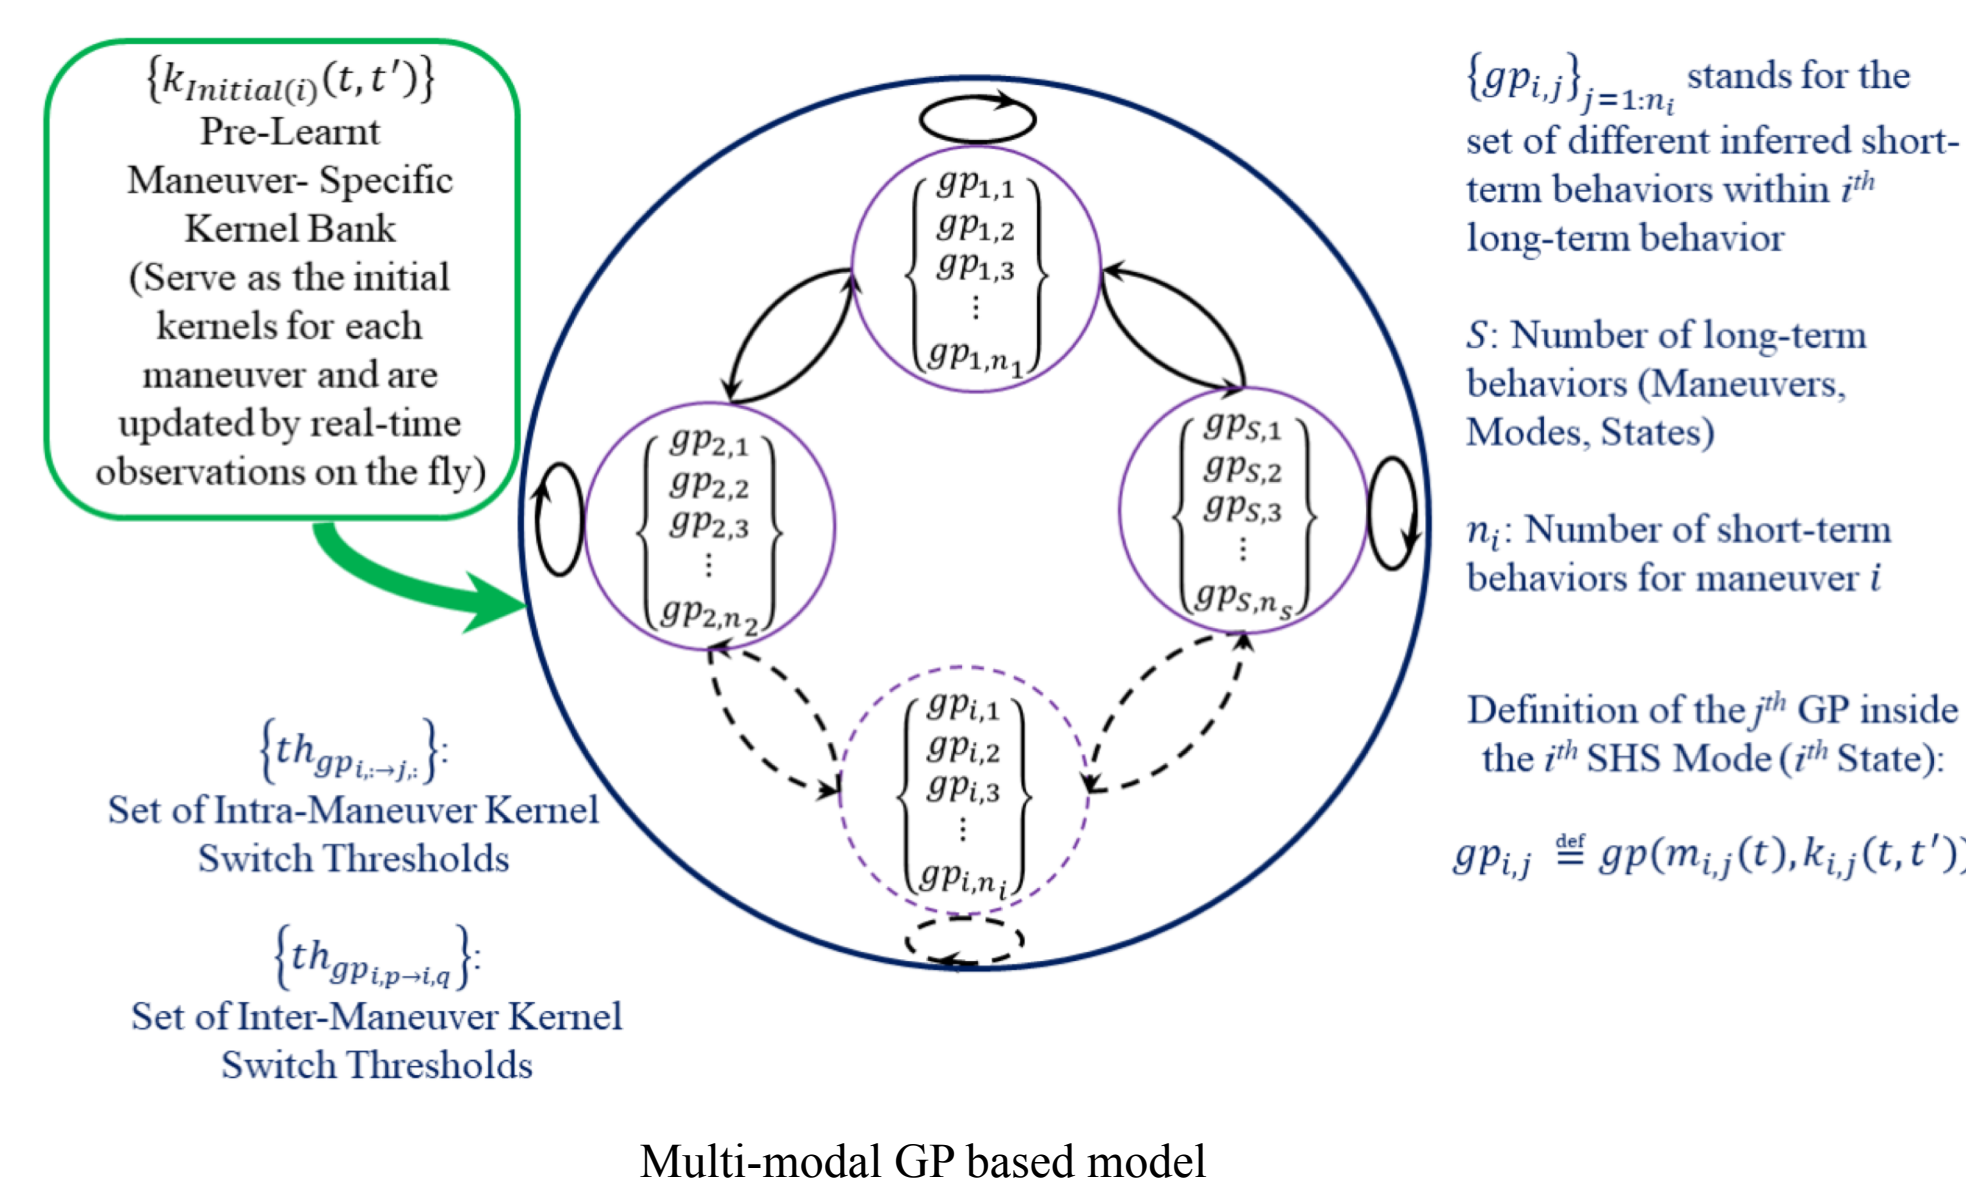 {k_{Initial(i)}(t, t′)}
Pre-Learnt
Maneuver- Specific
Kernel Bank
(Serve as the initial
kernels for each
maneuver and are
updated by real-time
observations on the fly)
gp_{1,1}
gp_{1,2}
gp_{1,3}
⋮
gp_{1,n_1}
gp_{2,1}
gp_{2,2}
gp_{2,3}
⋮
gp_{2,n_2}
gp_{S,1}
gp_{S,2}
gp_{S,3}
⋮
gp_{S,n_s}
gp_{i,1}
gp_{i,2}
gp_{i,3}
⋮
gp_{i,n_i}
{th_{gp_{i,:→j,:}}}:
Set of Intra-Maneuver Kernel
Switch Thresholds
{th_{gp_{i,p→i,q}}}:
Set of Inter-Maneuver Kernel
Switch Thresholds
{gp_{i,j}}_{j=1:n_i} stands for the
set of different inferred short-
term behaviors within i^{th}
long-term behavior
S: Number of long-term
behaviors (Maneuvers,
Modes, States)
n_i: Number of short-term
behaviors for maneuver i
Definition of the j^{th} GP inside
the i^{th} SHS Mode (i^{th} State):
gp_{i,j} ≝ gp(m_{i,j}(t), k_{i,j}(t, t′))
Multi-modal GP based model